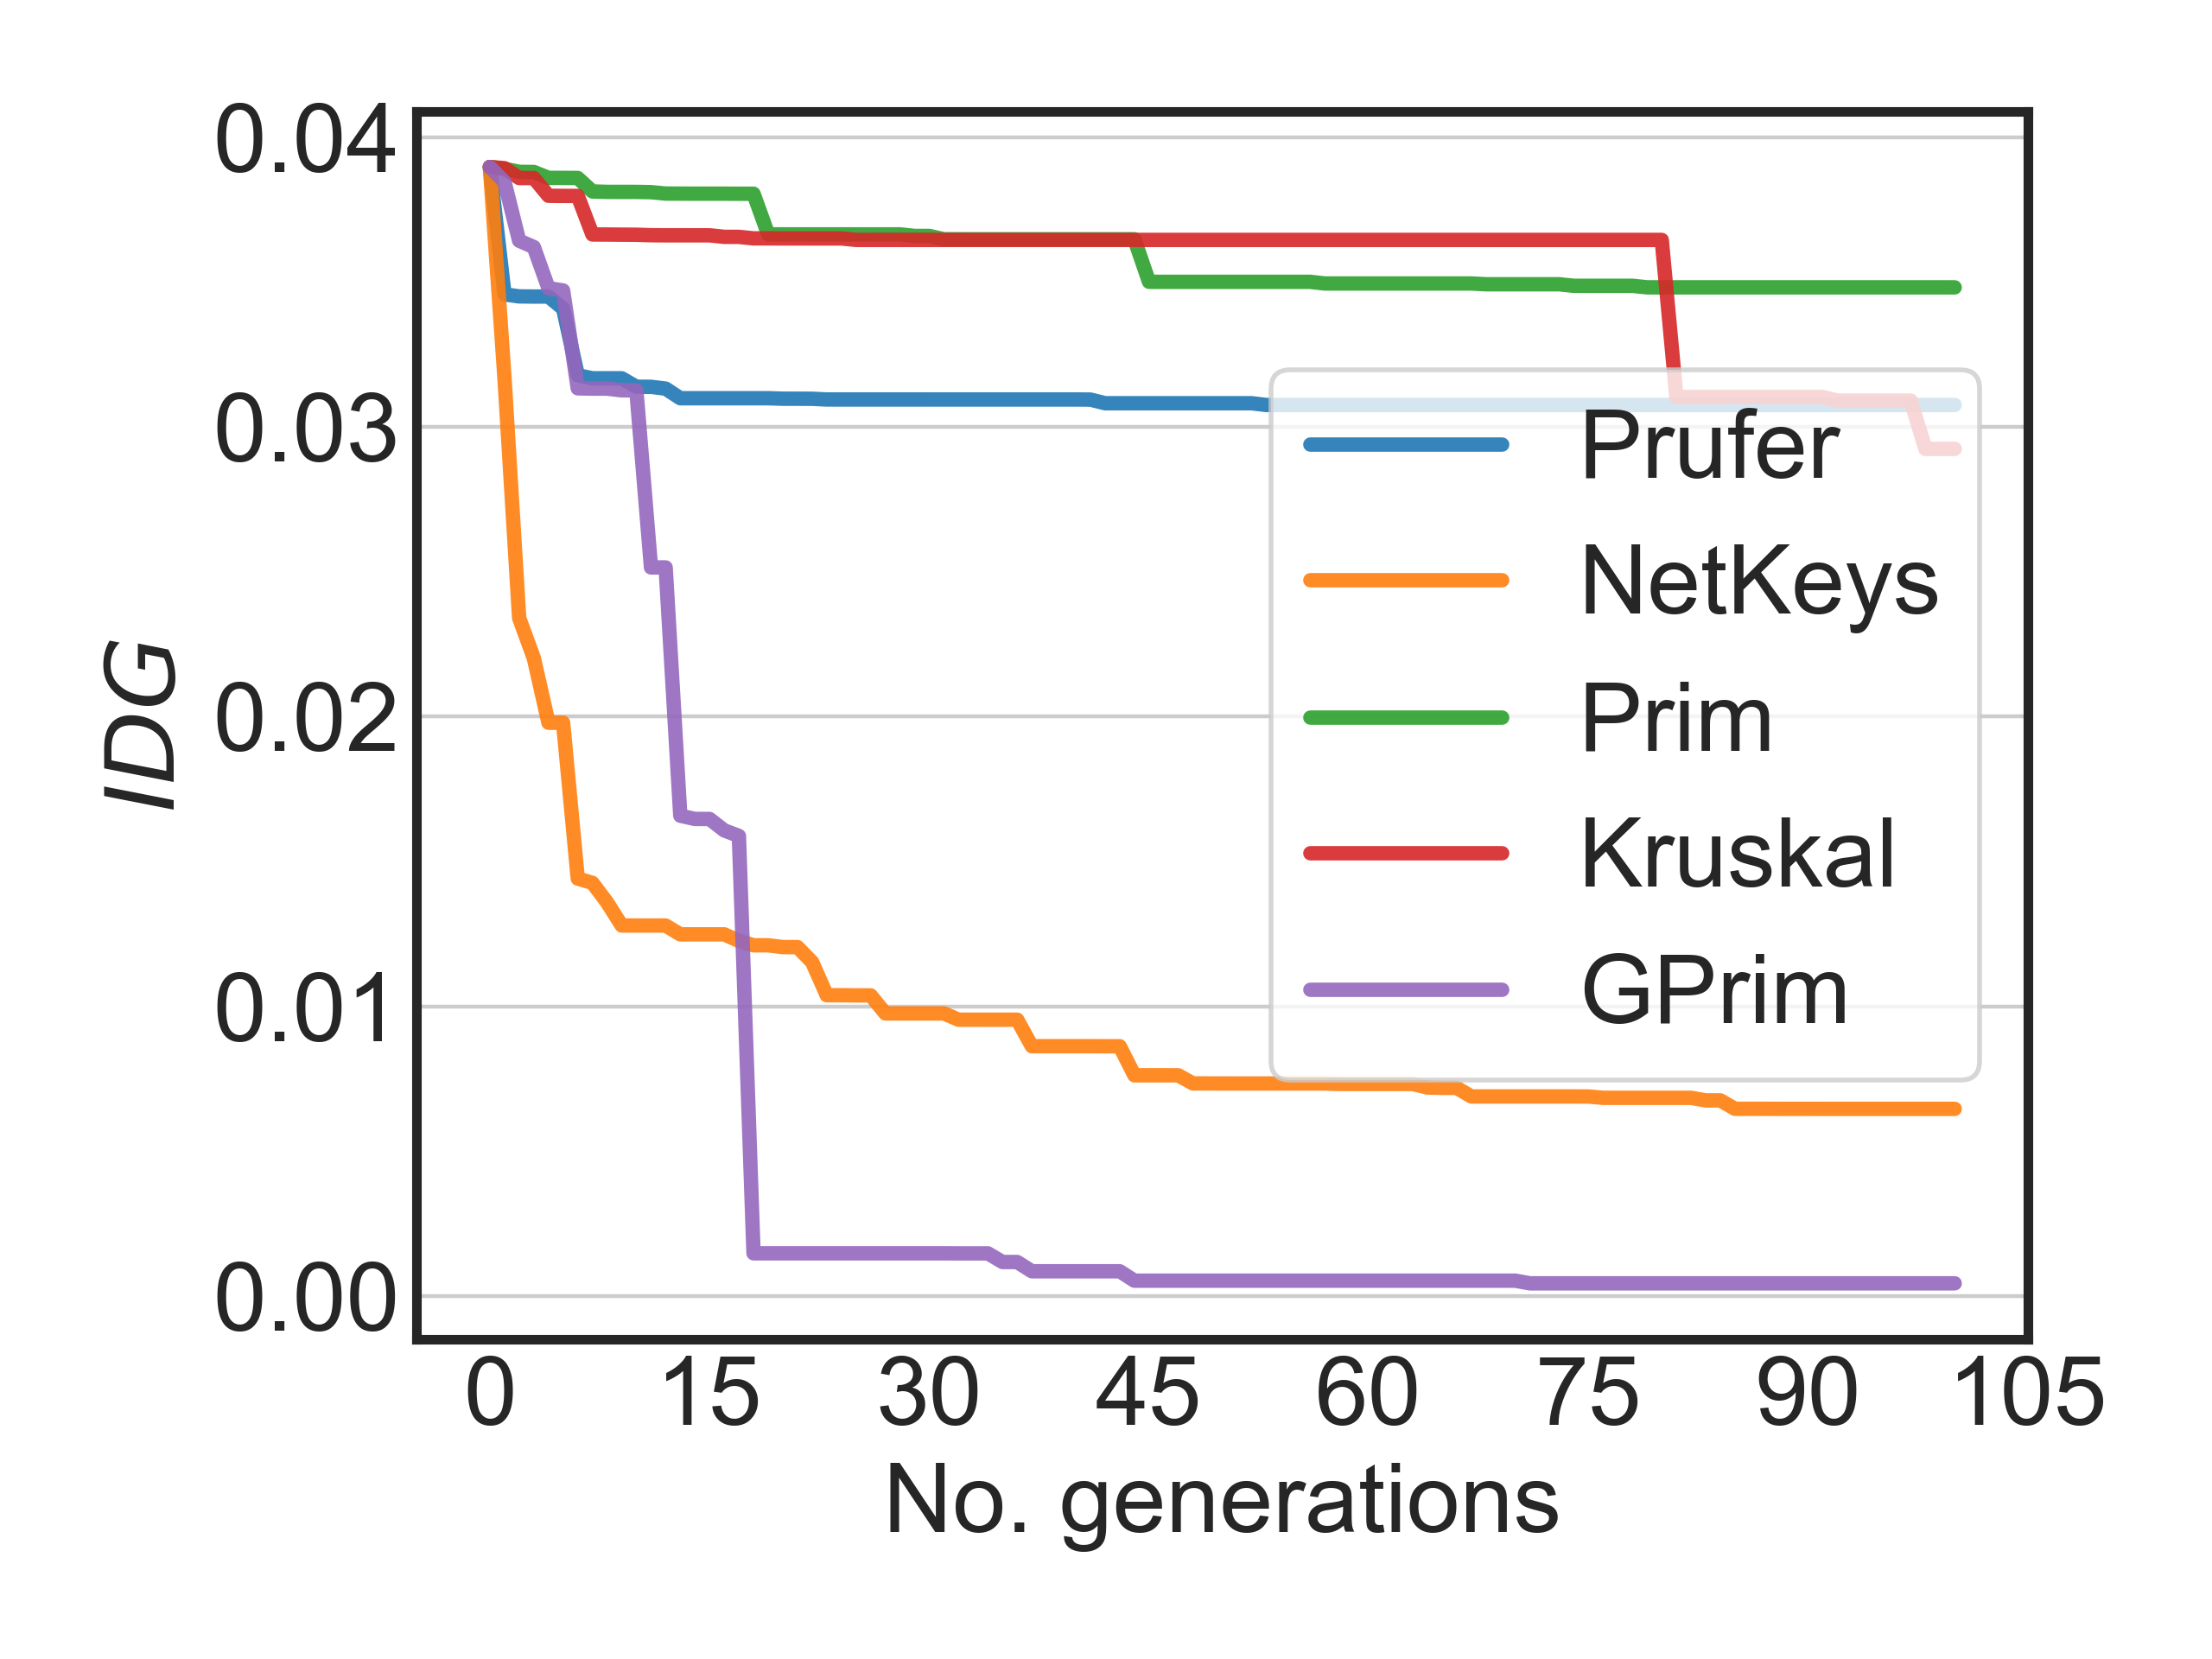 0.04
0.03
0.02
0.01
0.00
IDG
0 15 30 45 60 75 90 105
No. generations
Prufer
NetKeys
Prim
Kruskal
GPrim